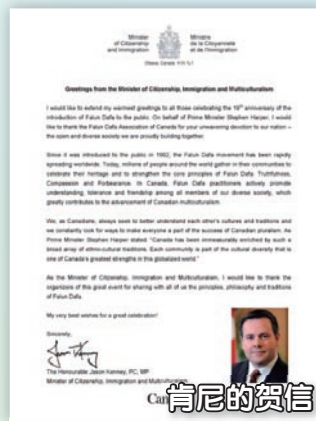 Minister
of Citizenship
and Immigration
Ministre
de la Citoyenneté
et de l'Immigration
Ottawa, Canada K1A 1L1
Greetings from the Minister of Citizenship, Immigration and Multiculturalism
I would like to extend my warmest greetings to all those celebrating the 19th anniversary of the
introduction of Falun Dafa to the public. On behalf of Prime Minister Stephen Harper, I would
like to thank the Falun Dafa Association of Canada for your unwavering devotion to our nation –
the open and diverse society we are proudly building together.
Since it was introduced to the public in 1992, the Falun Dafa movement has been rapidly
spreading worldwide. Today, millions of people around the world gather in their communities to
celebrate their heritage and to strengthen the core principles of Falun Dafa, Truthfulness,
Compassion and Forbearance. In Canada, Falun Dafa practitioners actively promote
understanding, tolerance and friendship among all members of our diverse society, which
greatly contributes to the advancement of Canadian multiculturalism.
We, as Canadians, always seek to better understand each other's cultures and traditions and
we constantly look for ways to make everyone a part of the success of Canadian pluralism. As
Prime Minister Stephen Harper stated: "Canada has been immeasurably enriched by such a
broad array of ethnic-cultural traditions. Each community is part of the cultural diversity that is
one of Canada's greatest strengths in this globalized world."
As the Minister of Citizenship, Immigration and Multiculturalism, I would like to thank the
organizers of this great event for sharing with all of us the principles, philosophy and traditions
of Falun Dafa.
My very best wishes for a great celebration!
Sincerely,
The Honourable Jason Kenney, PC, MP
Minister of Citizenship, Immigration and Multiculturalism
Can
肯尼的贺信